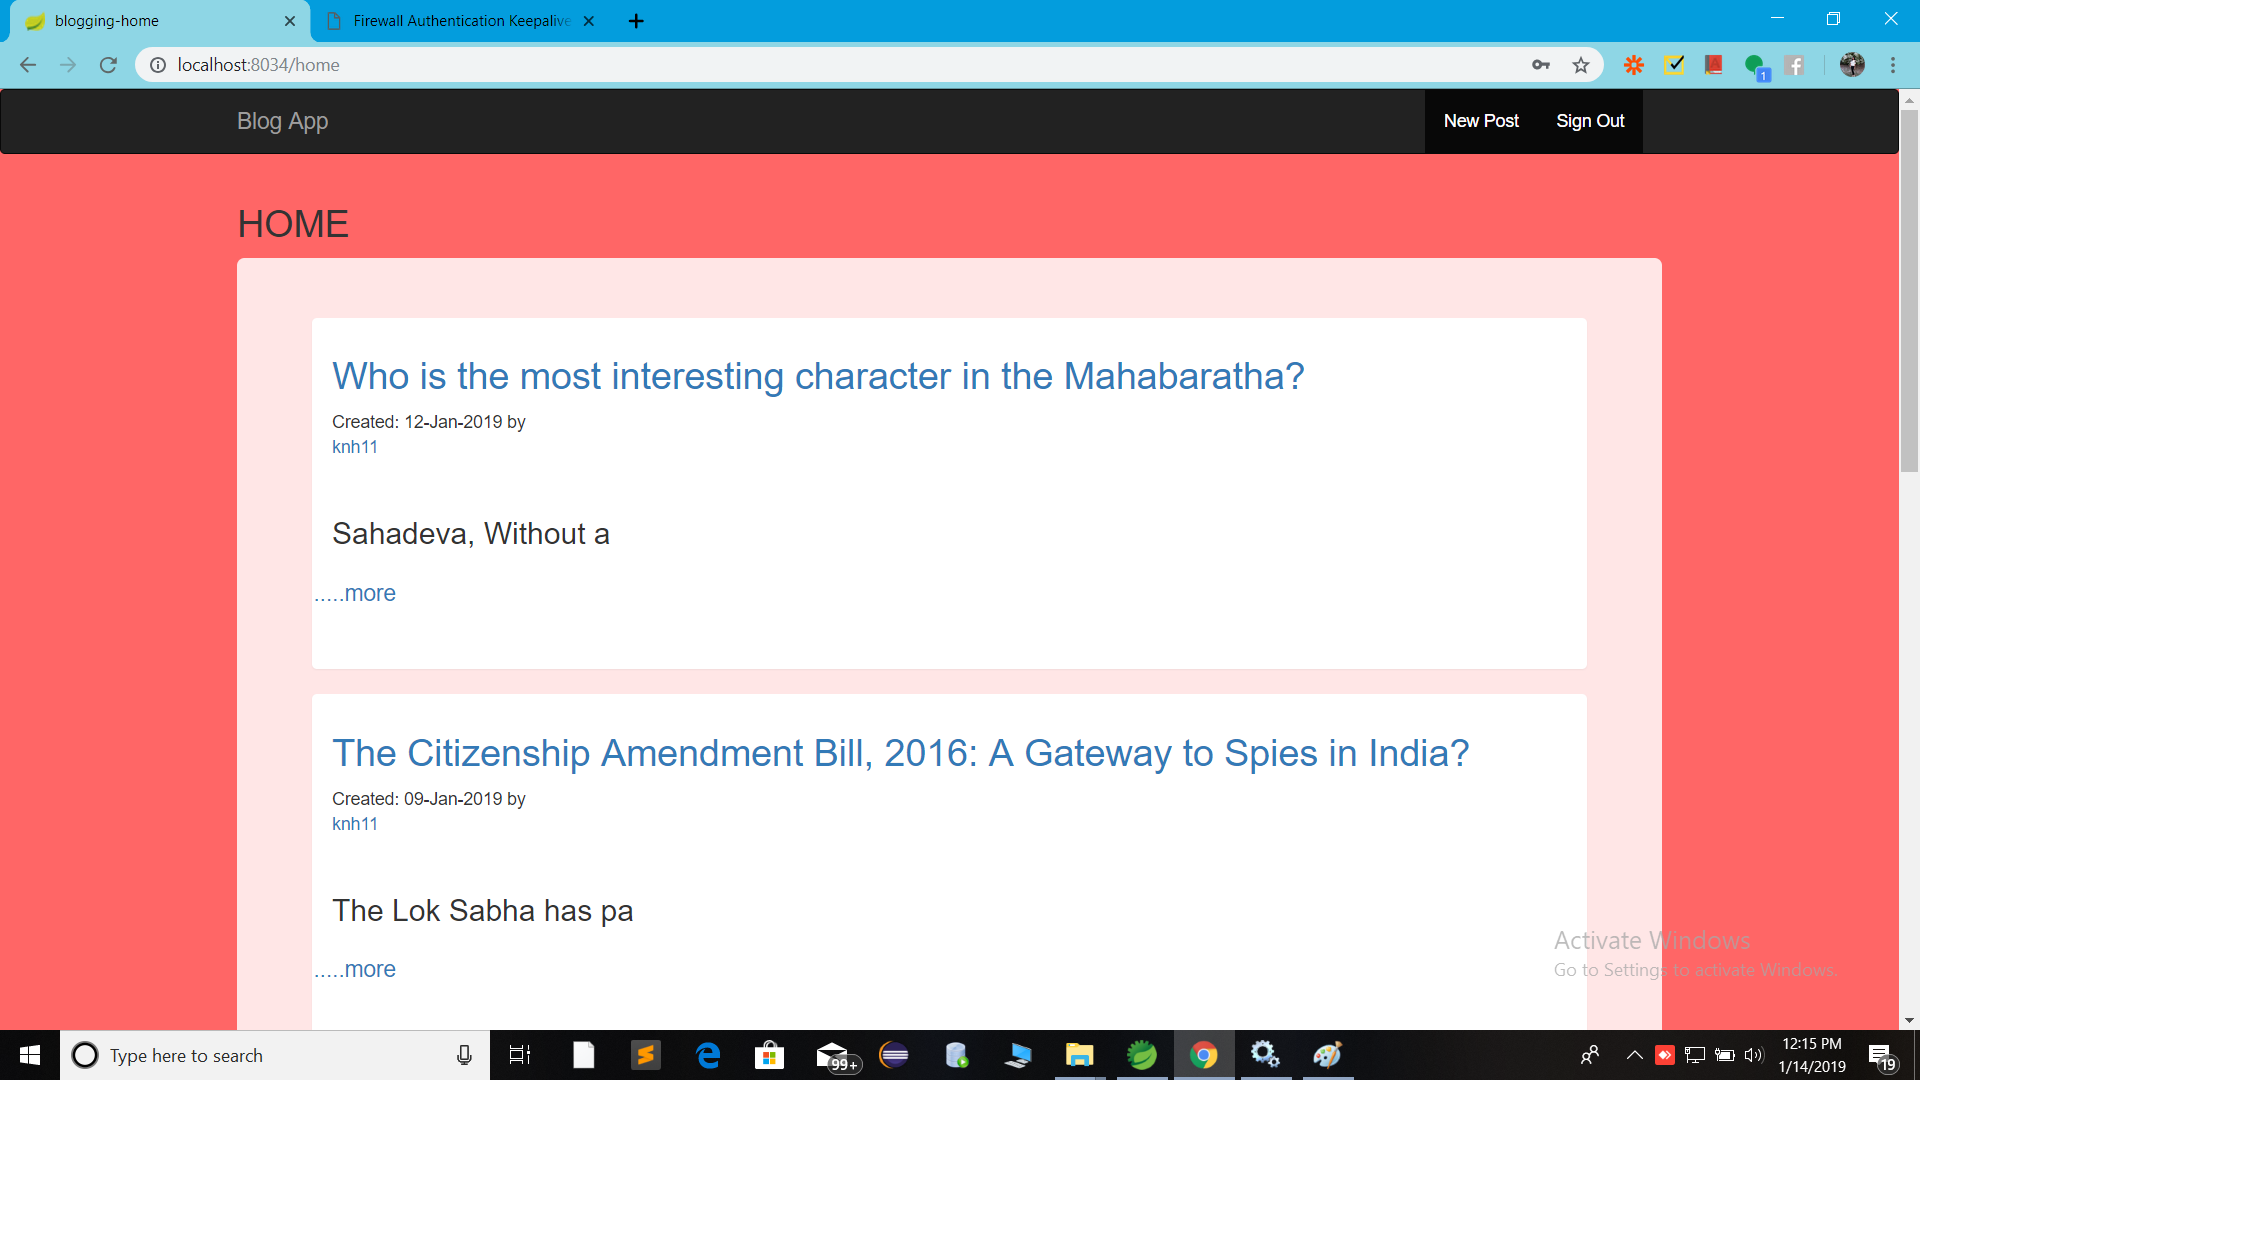 blogging-home
Firewall Authentication Keepalive
localhost:8034/home
1
Blog App
New Post
Sign Out
HOME
Who is the most interesting character in the Mahabaratha?
Created: 12-Jan-2019 by
knh11
Sahadeva, Without a
.....more
The Citizenship Amendment Bill, 2016: A Gateway to Spies in India?
Created: 09-Jan-2019 by
knh11
The Lok Sabha has pa
.....more
Activate Windows
Go to Settings to activate Windows.
Type here to search
99+
12:15 PM
1/14/2019
19